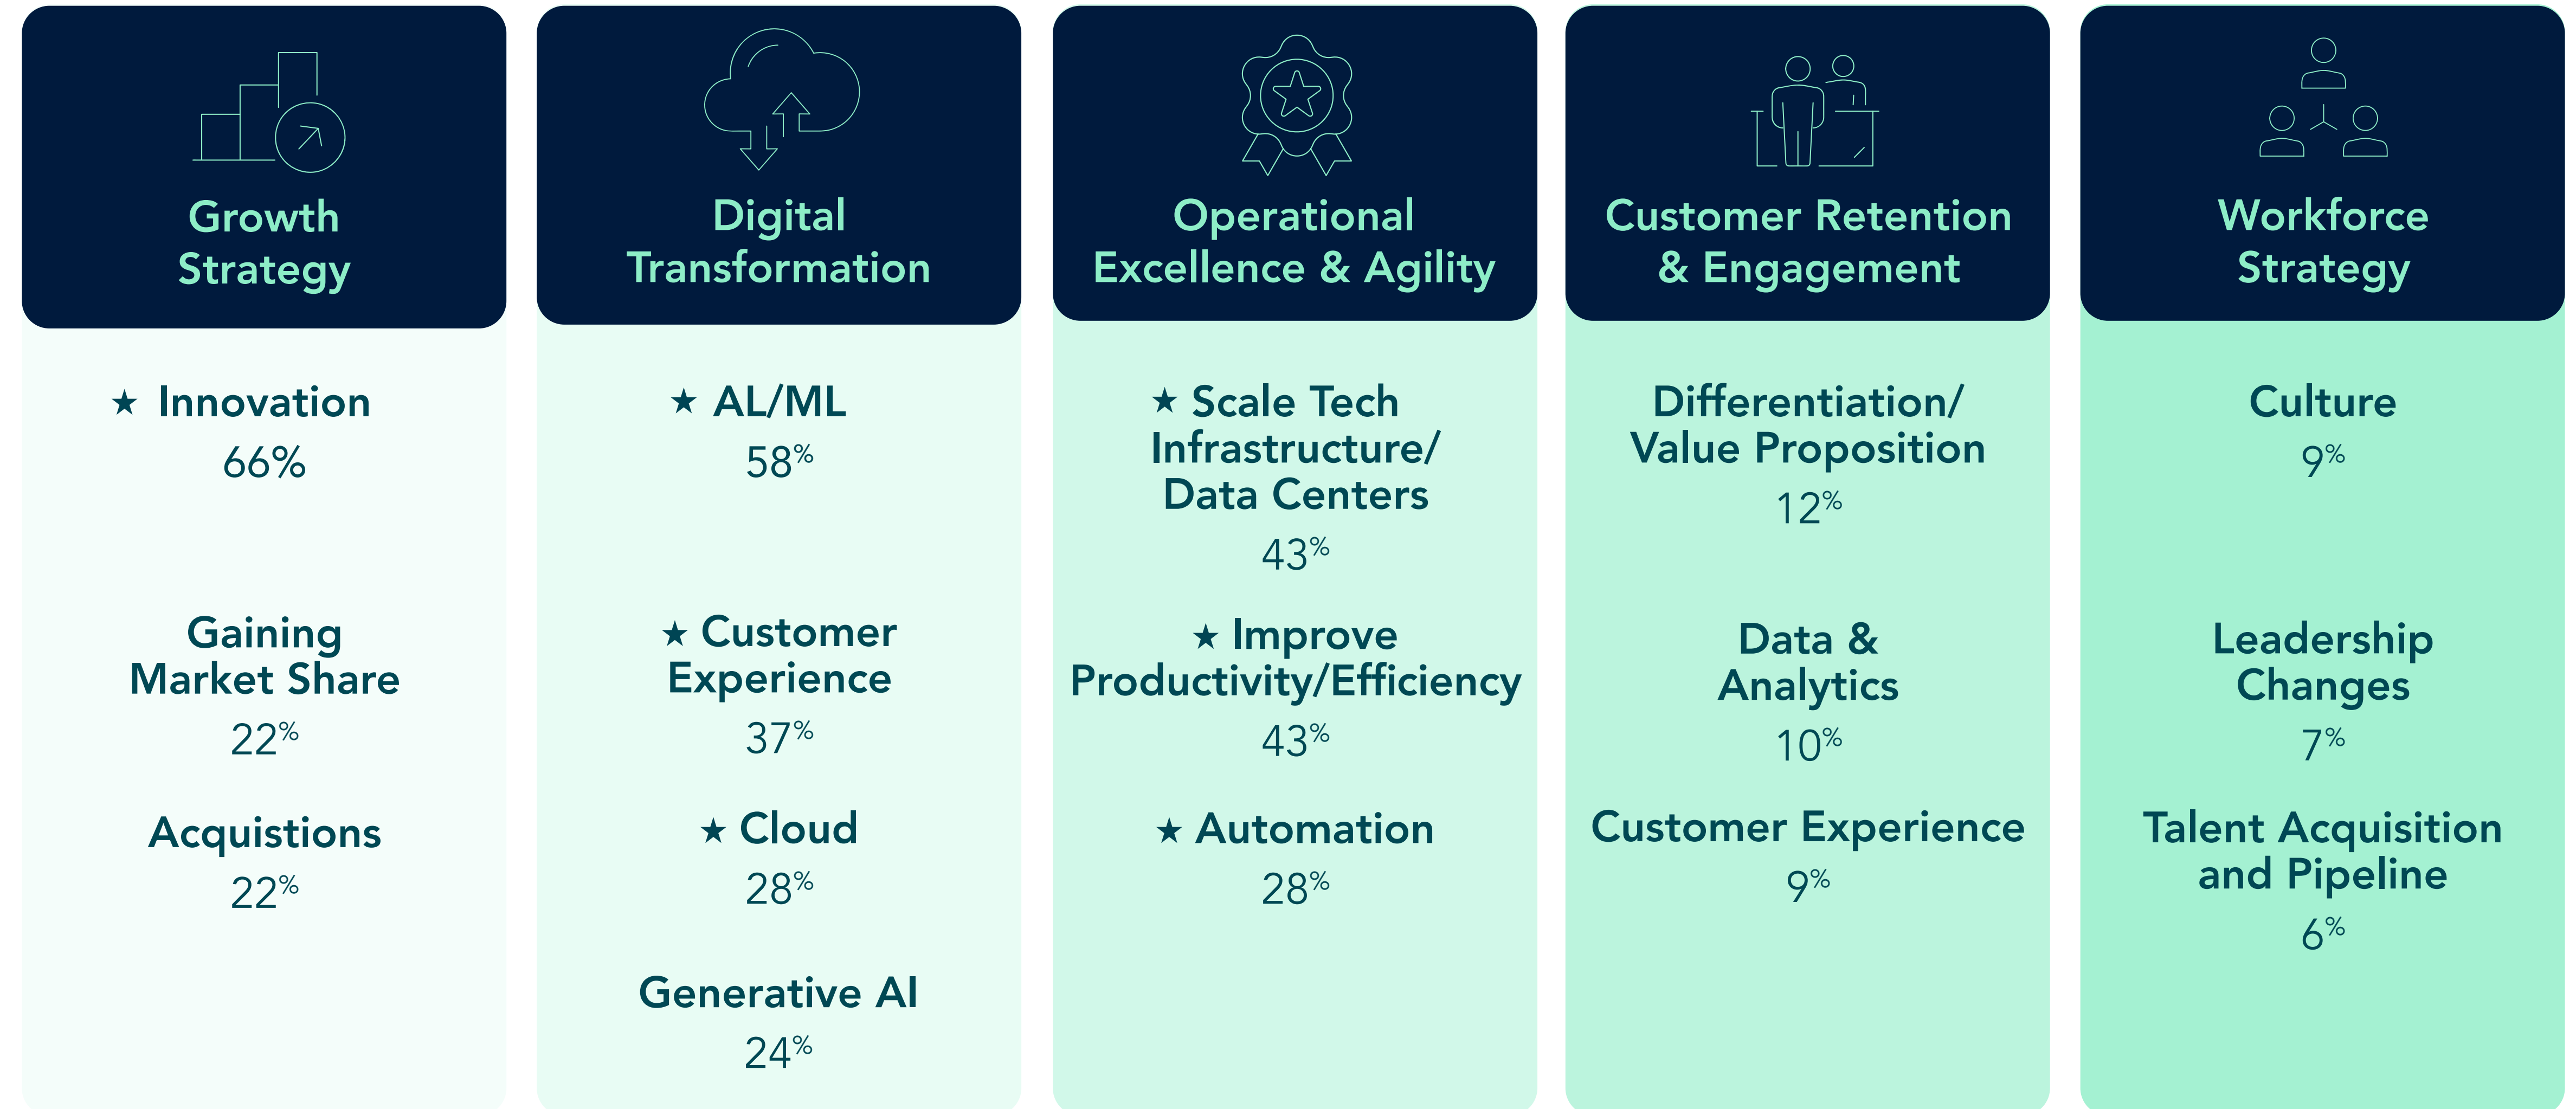 Growth
Strategy
★ Innovation
66%
Gaining
Market Share
22%
Acquistions
22%
Digital
Transformation
★ AL/ML
58%
★ Customer
Experience
37%
★ Cloud
28%
Generative AI
24%
Operational
Excellence & Agility
★ Scale Tech
Infrastructure/
Data Centers
43%
★ Improve
Productivity/Efficiency
43%
★ Automation
28%
Customer Retention
& Engagement
Differentiation/
Value Proposition
12%
Data &
Analytics
10%
Customer Experience
9%
Workforce
Strategy
Culture
9%
Leadership
Changes
7%
Talent Acquisition
and Pipeline
6%